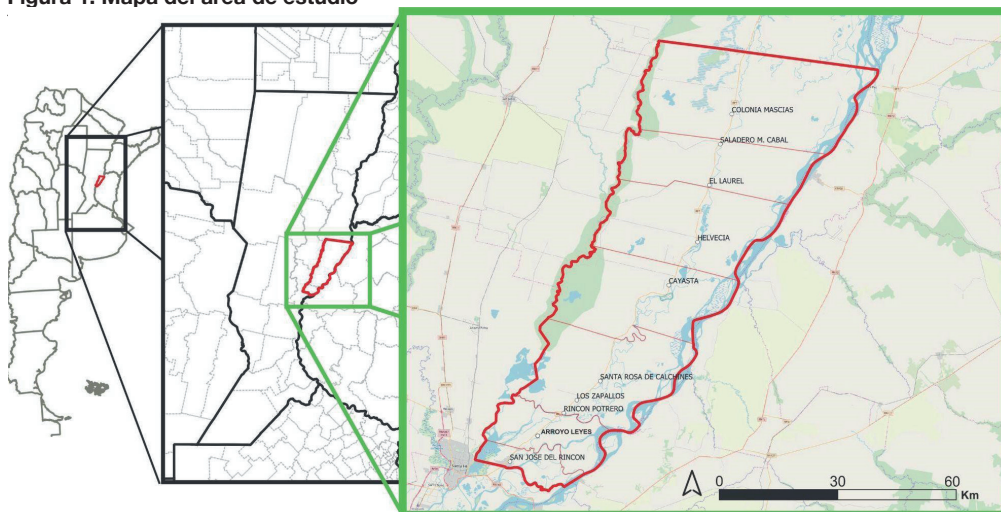 Figura 1. Mapa del área de estudio
COLONIA MASCIAS
SALADERO M. CABAL
EL LAUREL
HELVECIA
CAYASTA
SANTA ROSA DE CALCHINES
LOS ZAPALLOS
RINCON POTRERO
ARROYO LEYES
SAN JOSE DEL RINCON
0 30 60
Km